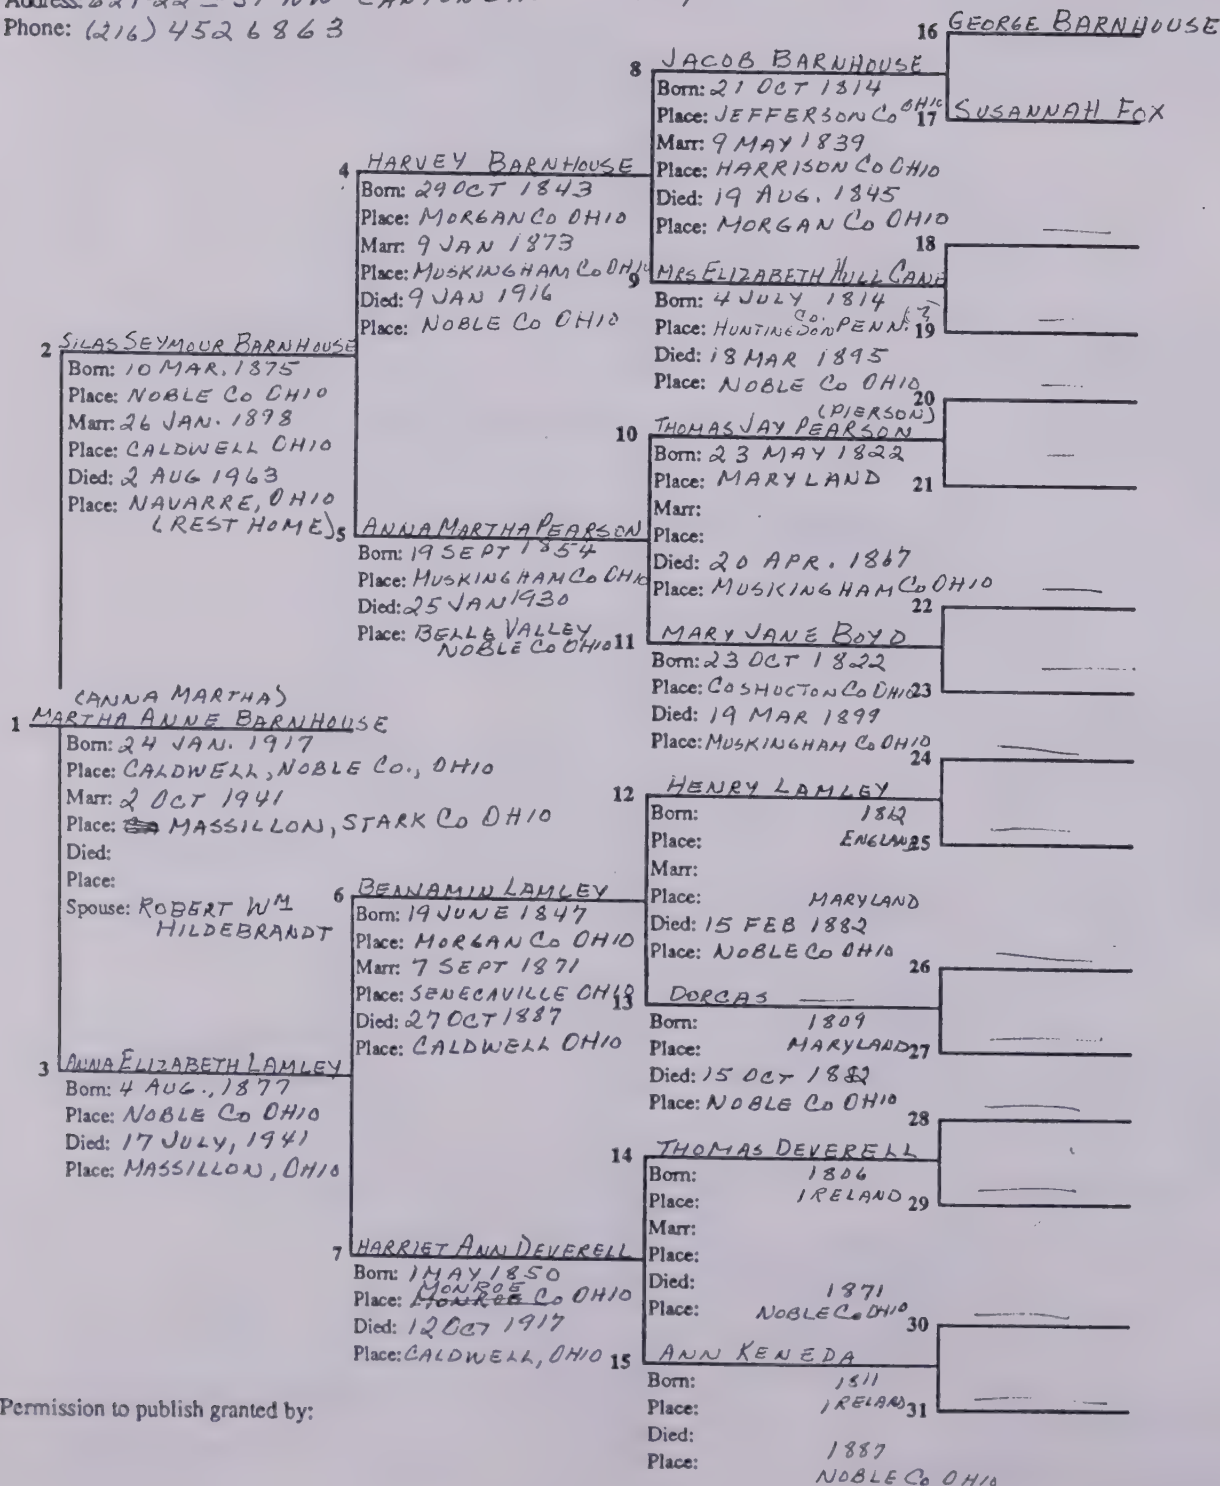 Phone: (216) 452 6863
1 (ANNA MARTHA)
MARTHA ANNE BARNHOUSE
Born: 24 JAN. 1917
Place: CALDWELL, NOBLE CO., OHIO
Marr: 2 OCT 1941
Place: MASSILLON, STARK CO OHIO
Died:
Place:
Spouse: ROBERT WM
HILDEBRANDT
2 SILAS SEYMOUR BARNHOUSE
Born: 10 MAR. 1875
Place: NOBLE CO OHIO
Marr: 26 JAN. 1898
Place: CALDWELL OHIO
Died: 2 AUG 1963
Place: NAVARRE, OHIO
(REST HOME)
3 ANNA ELIZABETH LAMLEY
Born: 4 AUG., 1877
Place: NOBLE CO OHIO
Died: 17 JULY, 1941
Place: MASSILLON, OHIO
4 HARVEY BARNHOUSE
Born: 29 OCT 1843
Place: MORGAN CO OHIO
Marr: 9 JAN 1873
Place: MUSKINGHAM CO OHIO
Died: 9 JAN 1916
Place: NOBLE CO OHIO
5 ANNA MARTHA PEARSON
Born: 19 SEPT 1854
Place: MUSKINGHAM CO OHIO
Died: 25 JAN 1930
Place: BELLE VALLEY
NOBLE CO OHIO
6 BENJAMIN LAMLEY
Born: 19 JUNE 1847
Place: MORGAN CO OHIO
Marr: 7 SEPT 1871
Place: SENECAVILLE OHIO
Died: 27 OCT 1887
Place: CALDWELL OHIO
7 HARRIET ANN DEVERELL
Born: 1 MAY 1850
MONROE
Place: MONROE CO OHIO
Died: 12 OCT 1917
Place: CALDWELL, OHIO
8 JACOB BARNHOUSE
Born: 21 OCT 1814
Place: JEFFERSON CO OHIO
Marr: 9 MAY 1839
Place: HARRISON CO OHIO
Died: 19 AUG. 1845
Place: MORGAN CO OHIO
9 MRS ELIZABETH HULL CANE
Born: 4 JULY 1814
Place: HUNTINGDON CO. PENN. (?)
Died: 18 MAR 1895
Place: NOBLE CO OHIO
(PIERSON)
10 THOMAS JAY PEARSON
Born: 23 MAY 1822
Place: MARYLAND
Marr:
Place:
Died: 20 APR. 1867
Place: MUSKINGHAM CO OHIO
11 MARY JANE BOYD
Born: 23 OCT 1822
Place: COSHOCTON CO OHIO
Died: 19 MAR 1899
Place: MUSKINGHAM CO OHIO
12 HENRY LAMLEY
Born: 1812
Place: ENGLAND
Marr:
Place: MARYLAND
Died: 15 FEB 1882
Place: NOBLE CO OHIO
13 DORCAS
Born: 1809
Place: MARYLAND
Died: 15 OCT 1882
Place: NOBLE CO OHIO
14 THOMAS DEVERELL
Born: 1806
Place: IRELAND
Marr:
Place:
Died: 1871
Place: NOBLE CO OHIO
15 ANN KENEDA
Born: 1811
Place: IRELAND
Died: 1887
Place: NOBLE CO OHIO
16 GEORGE BARNHOUSE
17 SUSANNAH FOX
18
19
20
21
22
23
24
25
26
27
28
29
30
31
Permission to publish granted by: